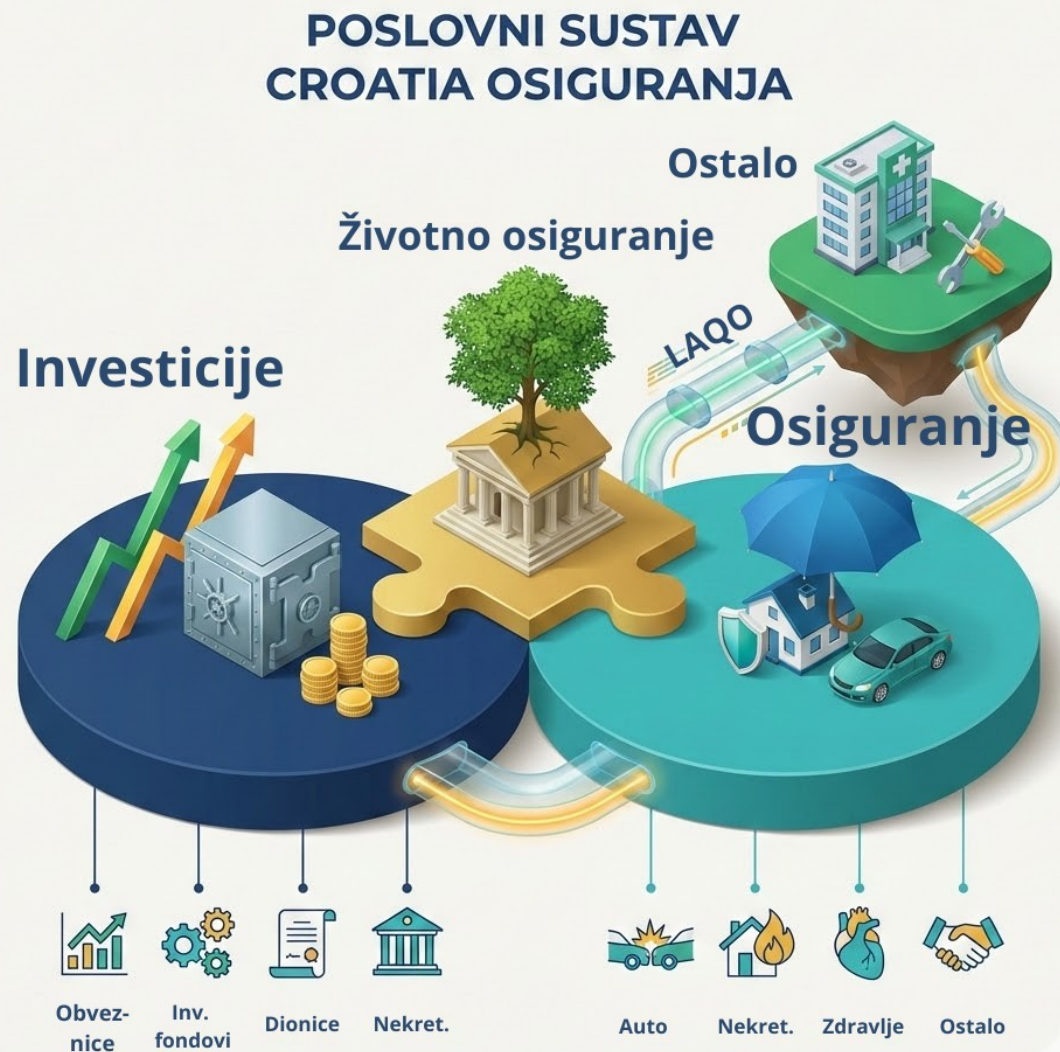 POSLOVNI SUSTAV
CROATIA OSIGURANJA
Ostalo
Životno osiguranje
LAQO
Investicije
Osiguranje
Obvez-
nice
Inv.
fondovi
Dionice
Nekret.
Auto
Nekret.
Zdravlje
Ostalo